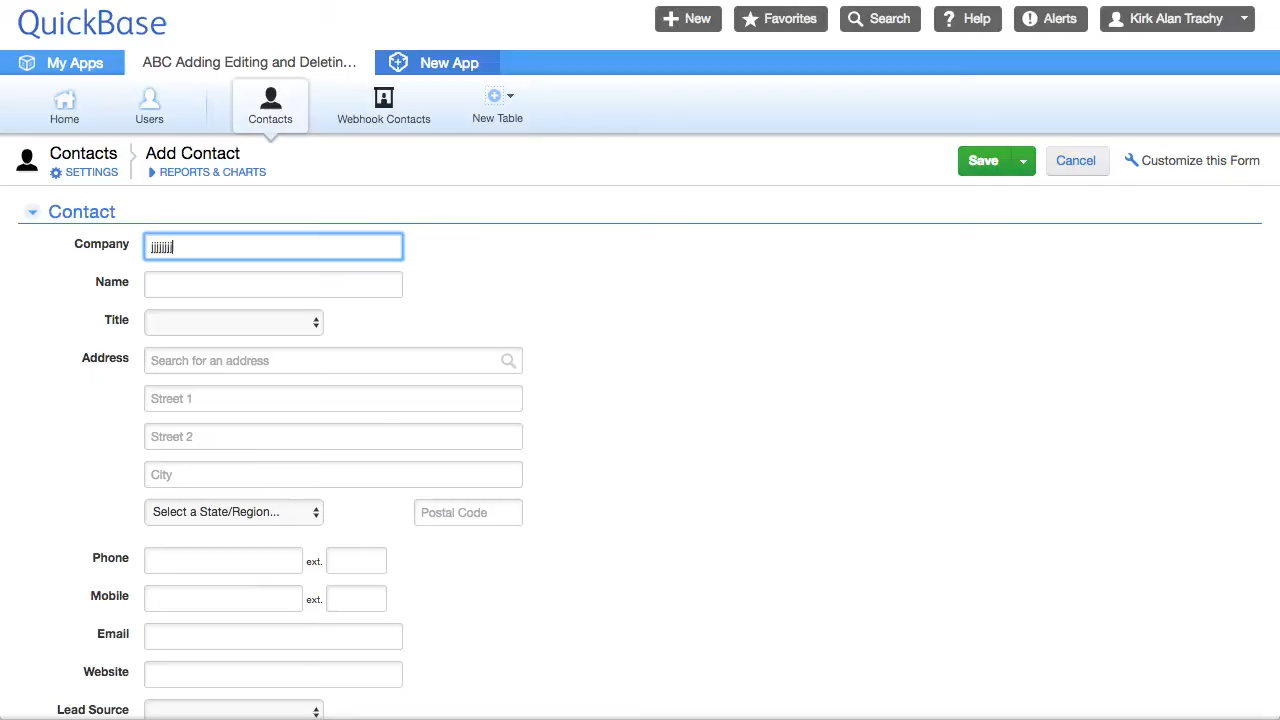 QuickBase
New
Favorites
Search
Help
Alerts
Kirk Alan Trachy
My Apps
ABC Adding Editing and Deletin...
New App
Home
Users
Contacts
Webhook Contacts
New Table
Contacts
SETTINGS
Add Contact
REPORTS & CHARTS
Save
Cancel
Customize this Form
Contact
Company
Name
Title
Address
Search for an address
Street 1
Street 2
City
Select a State/Region...
Postal Code
Phone
ext.
Mobile
ext.
Email
Website
Lead Source